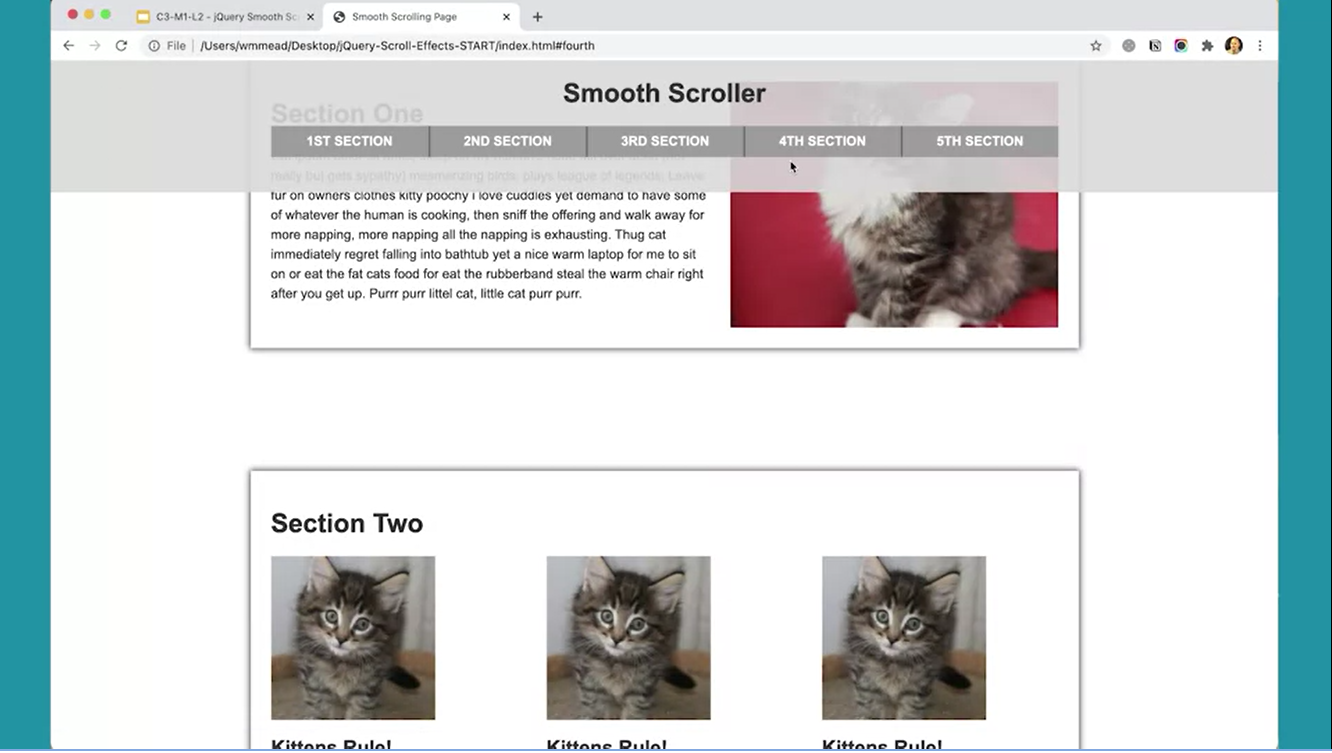 C3-M1-L2 - jQuery Smooth Sc
Smooth Scrolling Page
File
/Users/wmmead/Desktop/jQuery-Scroll-Effects-START/index.html#fourth
Smooth Scroller
Section One
1ST SECTION
2ND SECTION
3RD SECTION
4TH SECTION
5TH SECTION
really but gets sypathy) mesmerizing birds, plays league of legends. Leave
fur on owners clothes kitty poochy i love cuddles yet demand to have some
of whatever the human is cooking, then sniff the offering and walk away for
more napping, more napping all the napping is exhausting. Thug cat
immediately regret falling into bathtub yet a nice warm laptop for me to sit
on or eat the fat cats food for eat the rubberband steal the warm chair right
after you get up. Purrr purr littel cat, little cat purr purr.
Section Two
Kittens Rule!
Kittens Rule!
Kittens Rule!